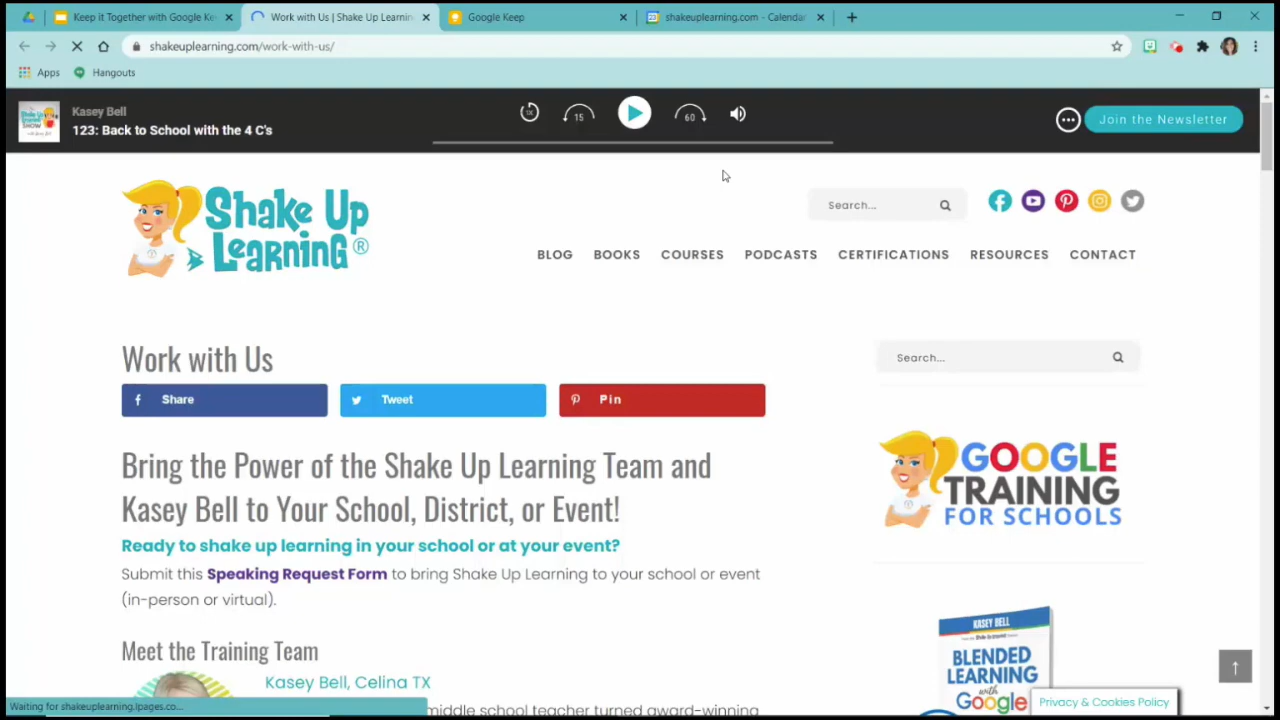 Keep it Together with Google Ke
Work with Us | Shake Up Learnin
Google Keep
shakeuplearning.com - Calenda
shakeuplearning.com/work-with-us/
Apps
Hangouts
Kasey Bell
123: Back to School with the 4 C's
1X
15
60
Join the Newsletter
Shake Up
Learning®
Search...
BLOG
BOOKS
COURSES
PODCASTS
CERTIFICATIONS
RESOURCES
CONTACT
Work with Us
Search...
Share
Tweet
Pin
Bring the Power of the Shake Up Learning Team and
Kasey Bell to Your School, District, or Event!
Ready to shake up learning in your school or at your event?
Submit this Speaking Request Form to bring Shake Up Learning to your school or event
(in-person or virtual).
GOOGLE
TRAINING
FOR SCHOOLS
Meet the Training Team
Kasey Bell, Celina TX
middle school teacher turned award-winning
KASEY BELL
BLENDED
LEARNING
with
Google
Privacy & Cookies Policy
Waiting for shakeuplearning.lpages.co...